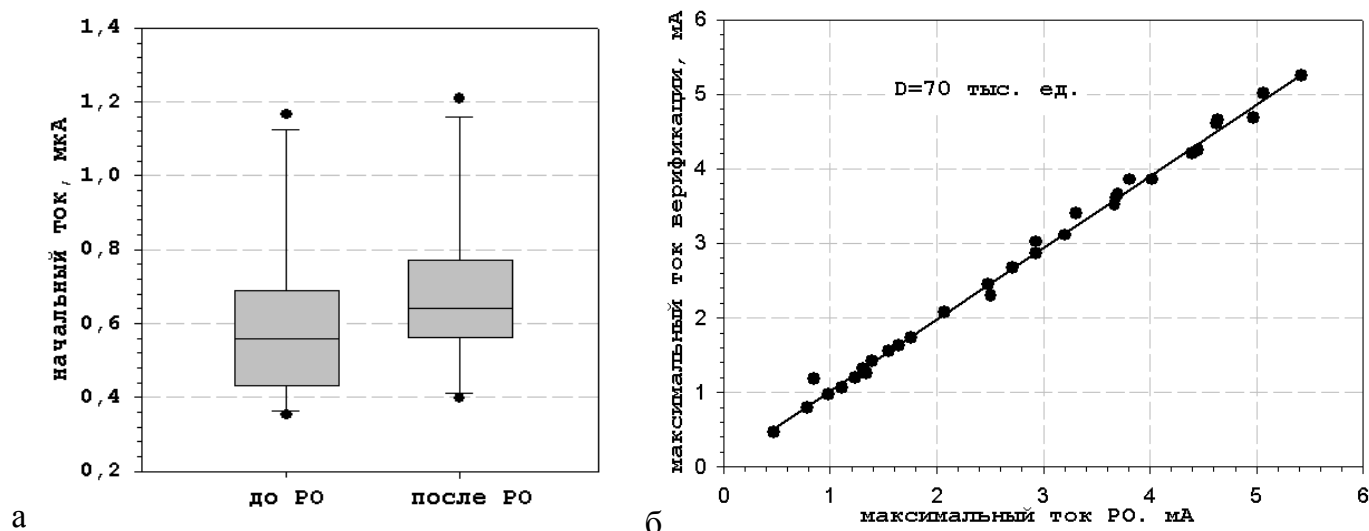 1,4
1,2
1,0
0,8
0,6
0,4
0,2
начальный ток, мкА
до РО
после РО
а
6
5
4
3
2
1
0
максимальный ток верификации, мА
D=70 тыс. ед.
0 1 2 3 4 5 6
максимальный ток РО. мА
б